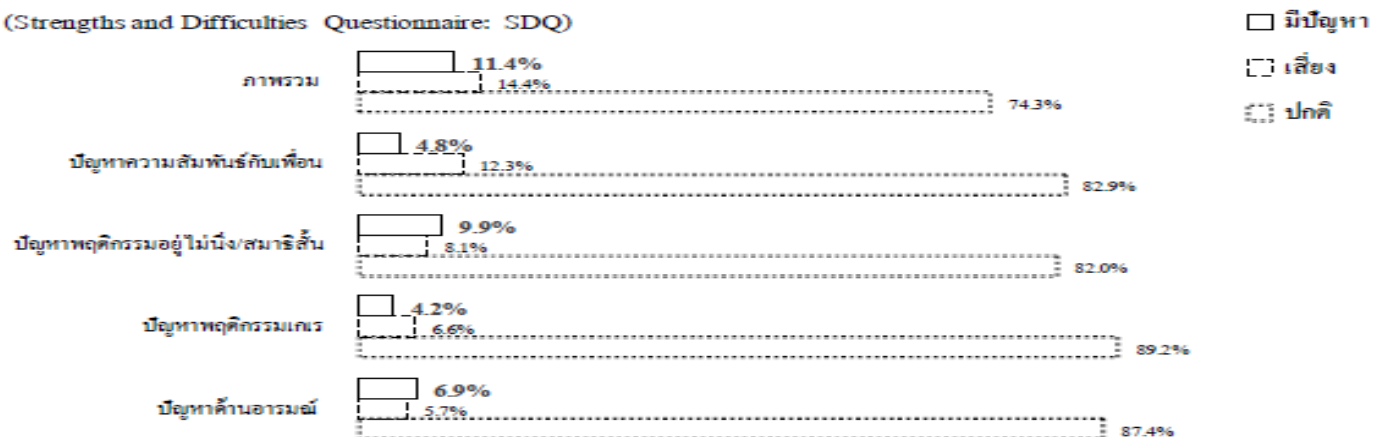 (Strengths and Difficulties Questionnaire: SDQ)
มีปัญหา
เสี่ยง
ปกติ
ภาพรวม
11.4%
14.4%
74.3%
ปัญหาความสัมพันธ์กับเพื่อน
4.8%
12.3%
82.9%
ปัญหาพฤติกรรมอยู่ไม่นิ่ง/สมาธิสั้น
9.9%
8.1%
82.0%
ปัญหาพฤติกรรมเกเร
4.2%
6.6%
89.2%
ปัญหาด้านอารมณ์
6.9%
5.7%
87.4%